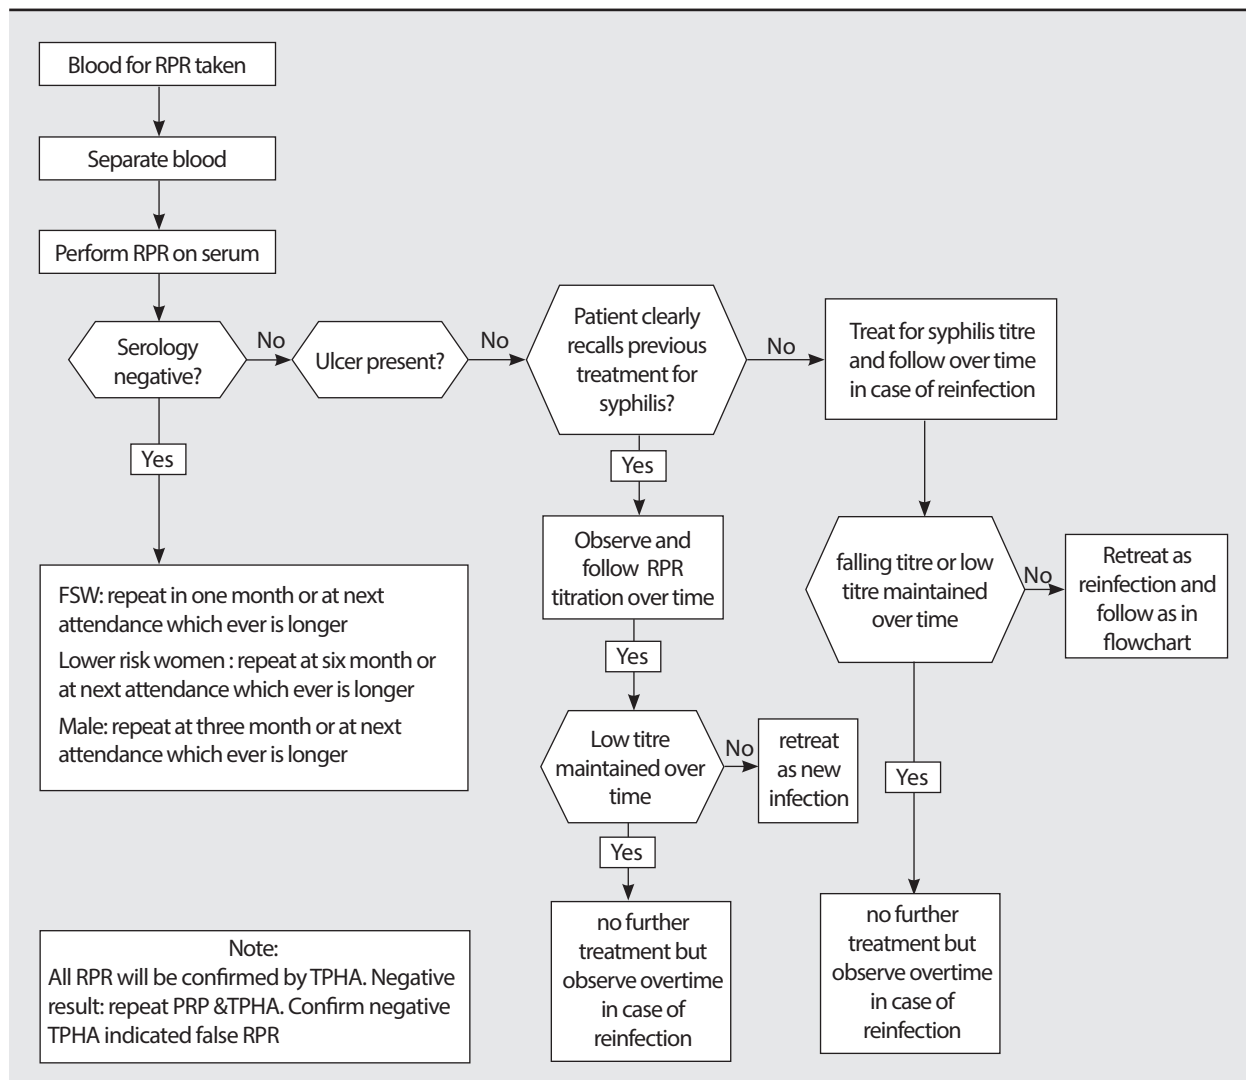 Blood for RPR taken
Separate blood
Perform RPR on serum
Serology
negative?
No
Ulcer present?
No
Patient clearly
recalls previous
treatment for
syphilis?
No
Treat for syphilis titre
and follow over time
in case of reinfection
Yes
FSW: repeat in one month or at next
attendance which ever is longer
Lower risk women : repeat at six month or
at next attendance which ever is longer
Male: repeat at three month or at next
attendance which ever is longer
Yes
Observe and
follow RPR
titration over time
Yes
Low titre
maintained over
time
No
retreat
as new
infection
Yes
no further
treatment but
observe overtime
in case of
reinfection
falling titre or low
titre maintained
over time
No
Retreat as
reinfection and
follow as in
flowchart
Yes
no further
treatment but
observe overtime
in case of
reinfection
Note:
All RPR will be confirmed by TPHA. Negative
result: repeat PRP &TPHA. Confirm negative
TPHA indicated false RPR